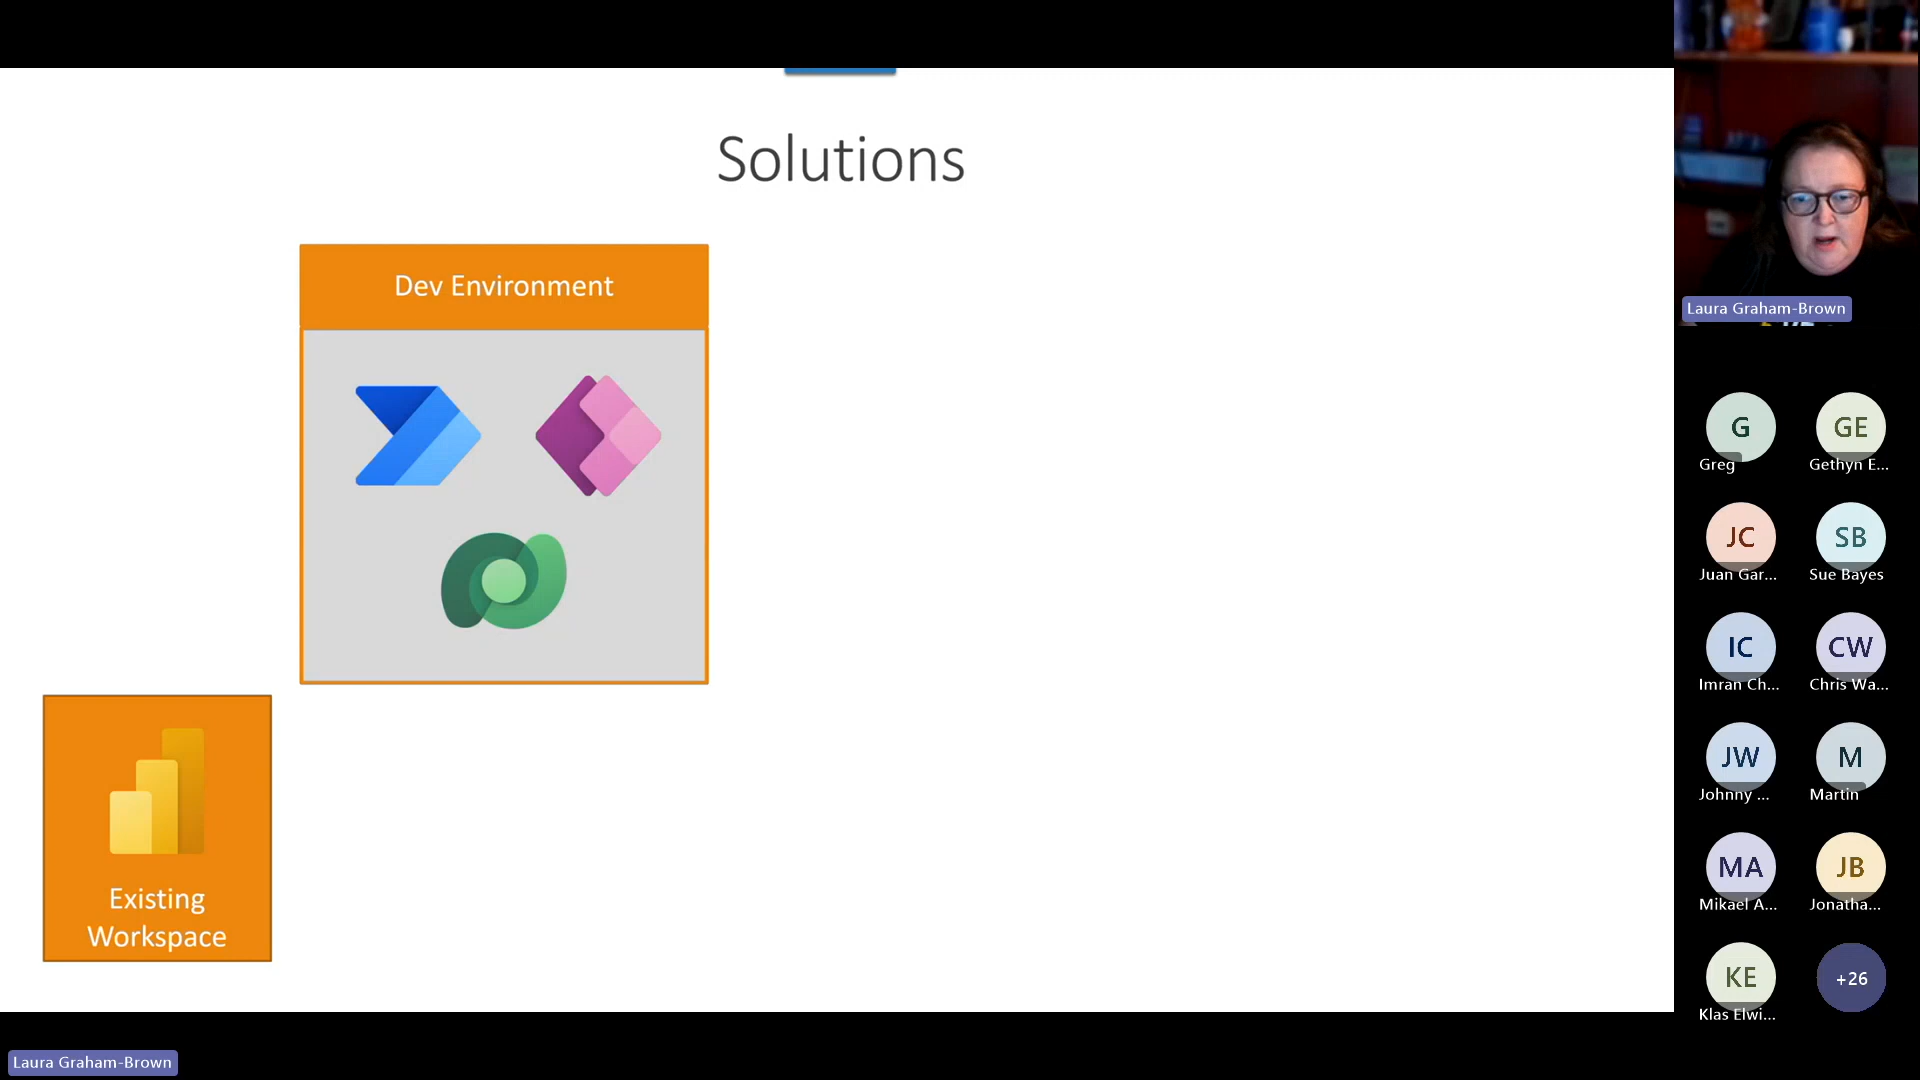 Solutions
Dev Environment
Existing
Workspace
Laura Graham-Brown
G
Greg
GE
Gethyn E...
JC
Juan Gar...
SB
Sue Bayes
IC
Imran Ch...
CW
Chris Wa...
JW
Johnny ...
M
Martin
MA
Mikael A...
JB
Jonatha...
KE
Klas Elwi...
+26
Laura Graham-Brown